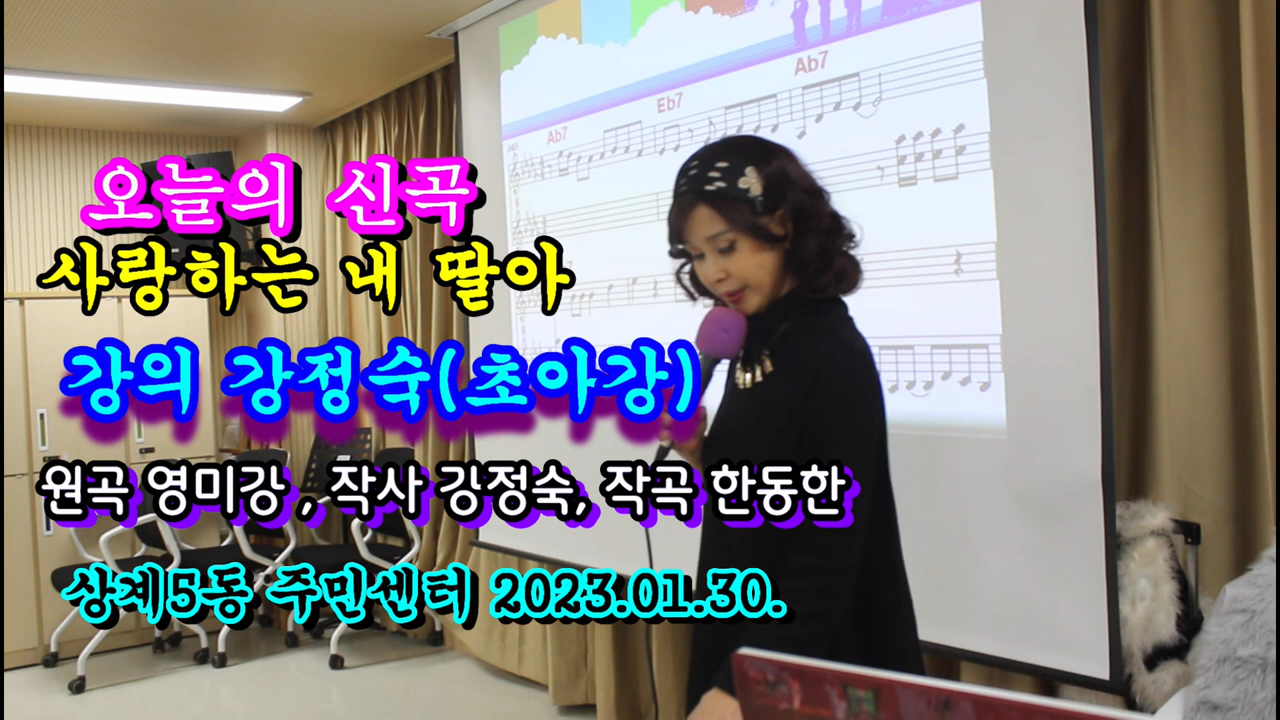 Ab7
Eb7
Ab7
오늘의 신곡
사랑하는 내 딸아
강의 강정숙(초아강)
원곡 영미강 , 작사 강정숙, 작곡 한동한
상계5동 주민센터 2023.01.30.